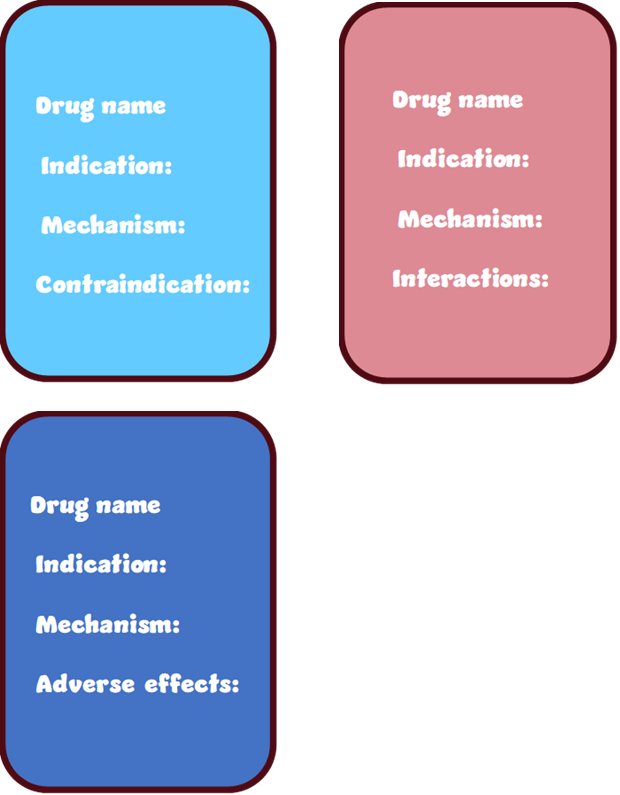 Drug name
Indication:
Mechanism:
Contraindication:
Drug name
Indication:
Mechanism:
Interactions:
Drug name
Indication:
Mechanism:
Adverse effects: